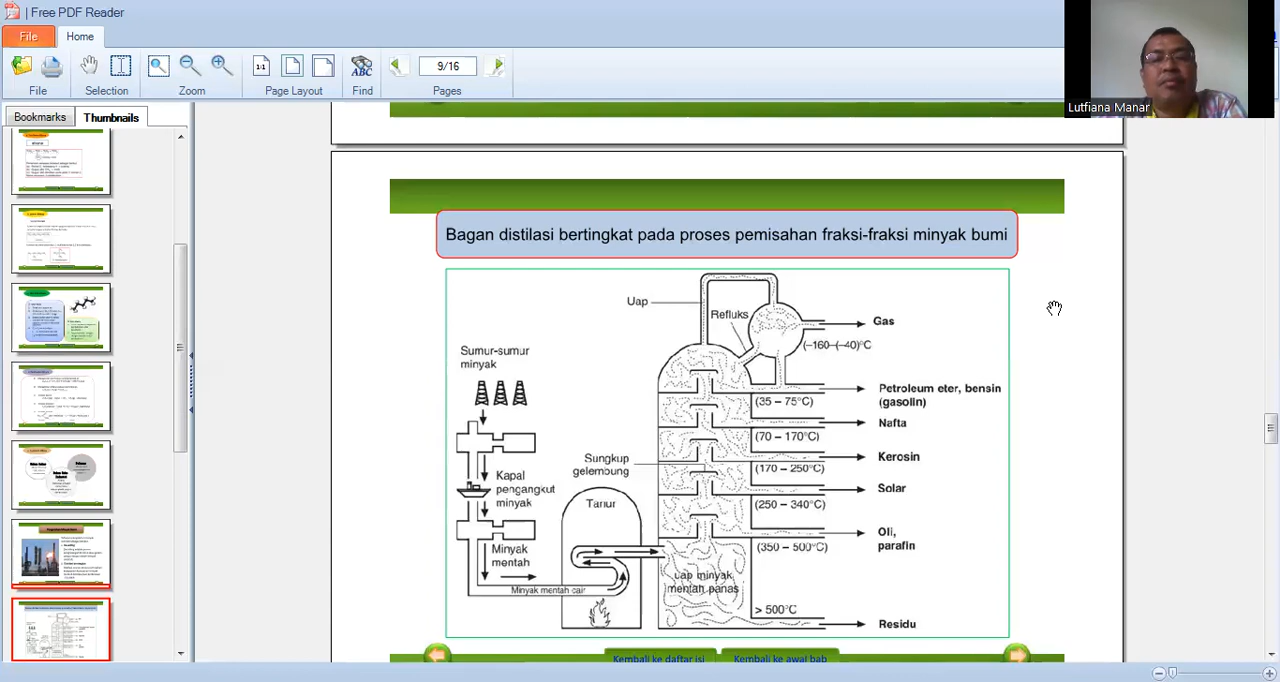 | Free PDF Reader
File
Home
File
Selection
Zoom
1:1
Page Layout
ABC
Find
9/16
Pages
Lutfiana Manar
Bookmarks
Thumbnails
Bagan distilasi bertingkat pada proses pemisahan fraksi-fraksi minyak bumi
Uap
Refluks
Gas
(–160–(–40)°C
Sumur-sumur
minyak
Petroleum eter, bensin
(gasolin)
(35 – 75°C)
Nafta
(70 – 170°C)
Sungkup
gelembung
Kerosin
(170 – 250°C)
Kapal
pengangkut
minyak
Tanur
Solar
(250 – 340°C)
Oli,
parafin
(350 – 500°C)
Minyak
mentah
Minyak mentah cair
uap minyak
mentah panas
> 500°C
Residu
Kembali ke daftar isi
Kembali ke awal bab